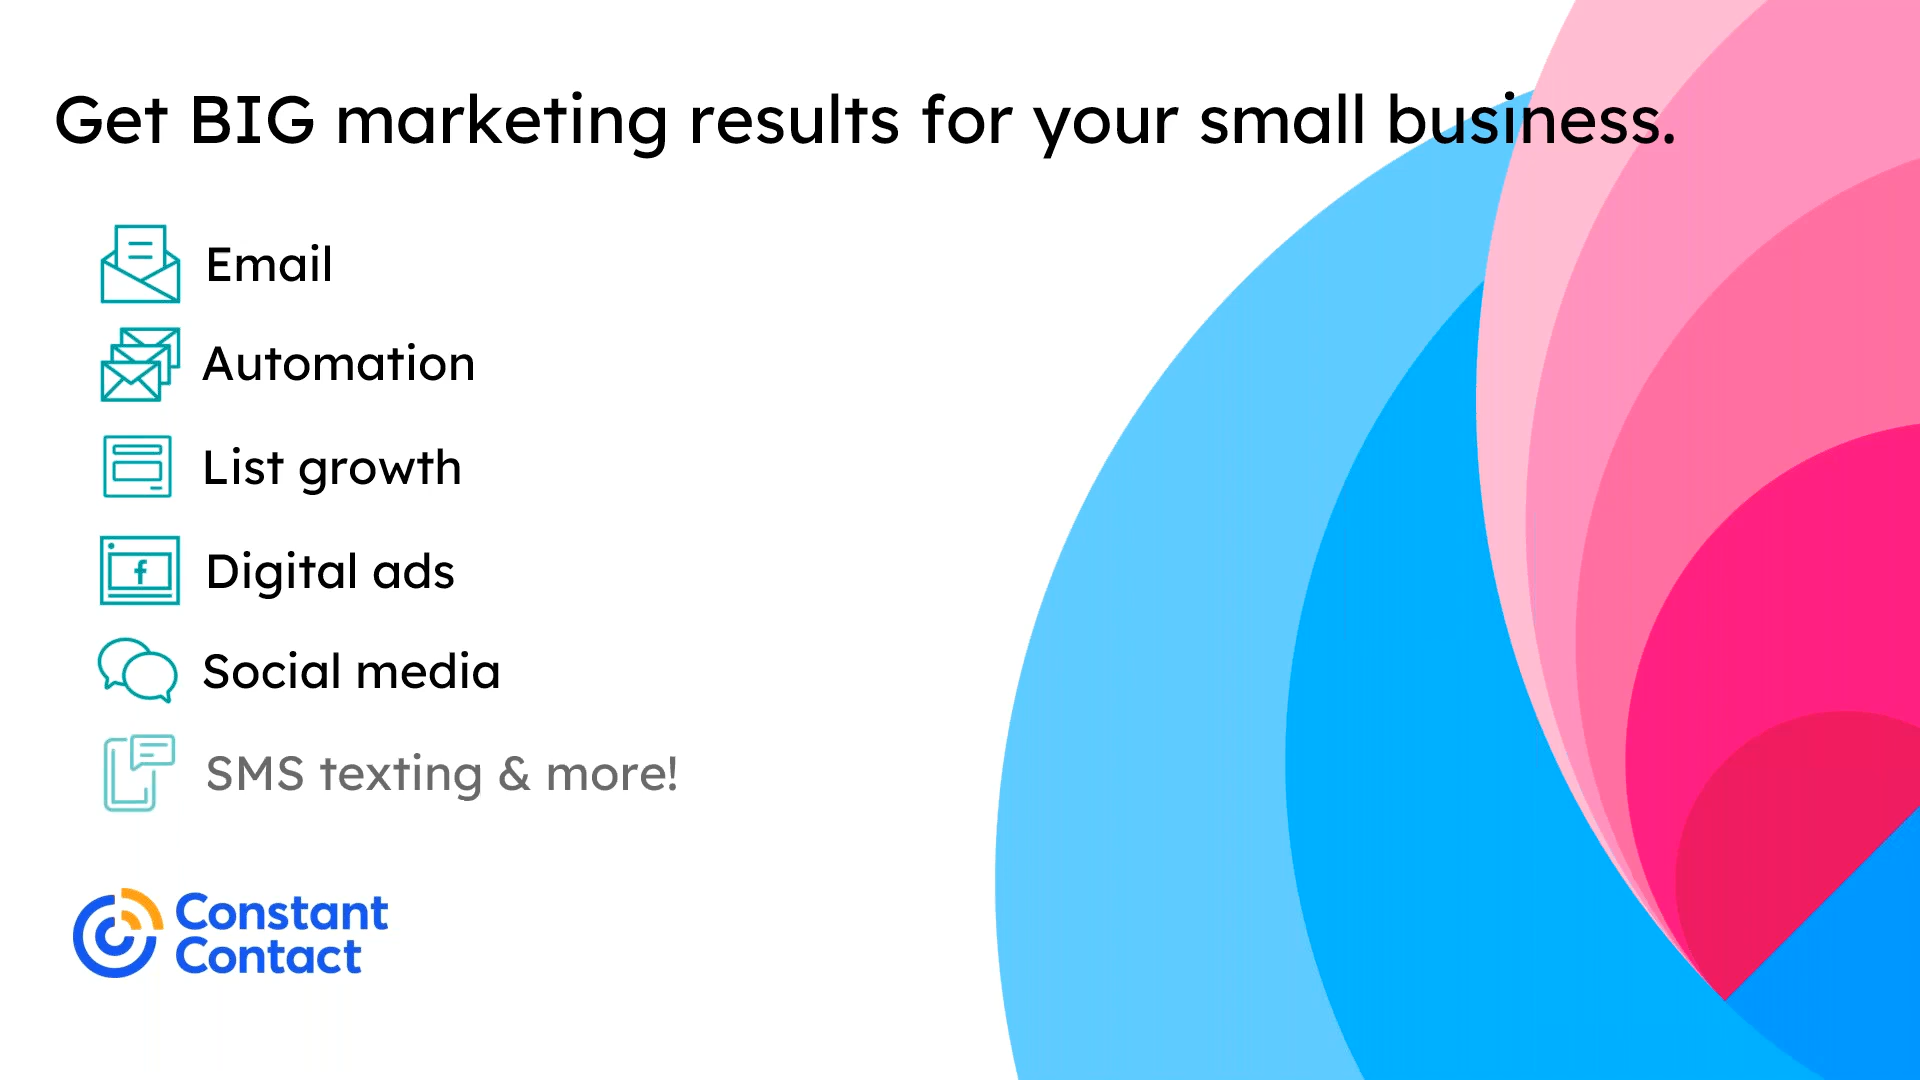 Get BIG marketing results for your small business.
Email
Automation
List growth
f
Digital ads
Social media
SMS texting & more!
Constant
Contact